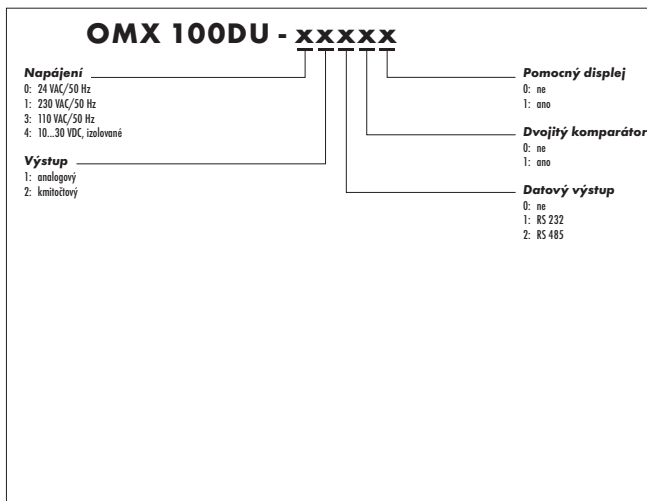 OMX 100DU - xxxxx
Napájení
0: 24 VAC/50 Hz
1: 230 VAC/50 Hz
3: 110 VAC/50 Hz
4: 10...30 VDC, izolované
Výstup
1: analogový
2: kmitočtový
Pomocný displej
0: ne
1: ano
Dvojitý komparátor
0: ne
1: ano
Datový výstup
0: ne
1: RS 232
2: RS 485